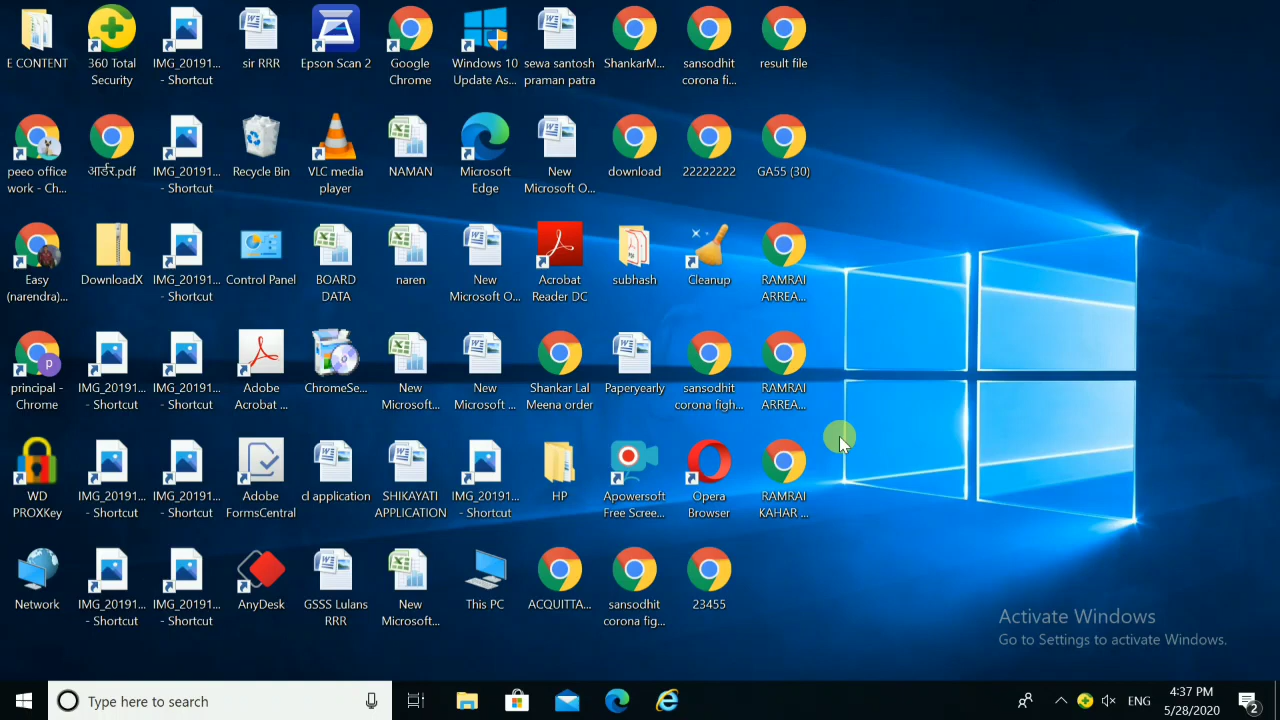 E CONTENT
360 Total
Security
IMG_20191...
- Shortcut
sir RRR
Epson Scan 2
Google
Chrome
Windows 10
Update As...
sewa santosh
praman patra
ShankarM...
sansodhit
corona fi...
result file
peeo office
work - Ch...
आर्डर.pdf
IMG_20191...
- Shortcut
Recycle Bin
VLC media
player
NAMAN
Microsoft
Edge
New
Microsoft O...
download
22222222
GA55 (30)
Easy
(narendra)...
DownloadX
IMG_20191...
- Shortcut
Control Panel
BOARD
DATA
naren
New
Microsoft O...
Acrobat
Reader DC
subhash
Cleanup
RAMRAI
ARREA...
principal -
Chrome
IMG_20191...
- Shortcut
IMG_20191...
- Shortcut
Adobe
Acrobat ...
ChromeSe...
New
Microsoft...
New
Microsoft ...
Shankar Lal
Meena order
Paperyearly
sansodhit
corona figh...
RAMRAI
ARREA...
WD
PROXKey
IMG_20191...
- Shortcut
IMG_20191...
- Shortcut
Adobe
FormsCentral
cl application
SHIKAYATI
APPLICATION
IMG_20191...
- Shortcut
HP
Apowersoft
Free Scree...
Opera
Browser
RAMRAI
KAHAR ...
Network
IMG_20191...
- Shortcut
IMG_20191...
- Shortcut
AnyDesk
GSSS Lulans
RRR
New
Microsoft...
This PC
ACQUITTA...
sansodhit
corona fig...
23455
Activate Windows
Go to Settings to activate Windows.
Type here to search
ENG
4:37 PM
5/28/2020
2